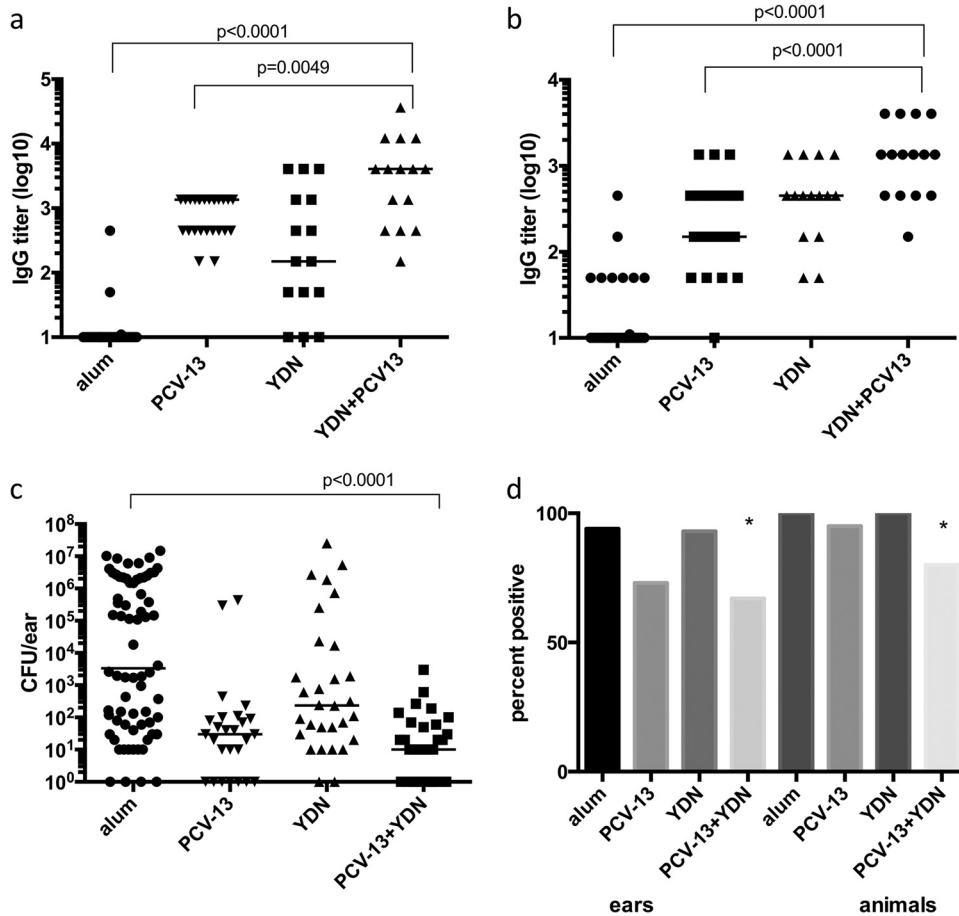 a
p<0.0001
p=0.0049
IgG titer (log10)
5
4
3
2
1
alum
PCV-13
YDN
YDN+PCV13
b
p<0.0001
p<0.0001
IgG titer (log10)
4
3
2
1
alum
PCV-13
YDN
YDN+PCV13
c
p<0.0001
CFU/ear
10⁸
10⁷
10⁶
10⁵
10⁴
10³
10²
10¹
10⁰
alum
PCV-13
YDN
PCV-13+YDN
d
percent positive
100
50
0
*
*
alum
PCV-13
YDN
PCV-13+YDN
alum
PCV-13
YDN
PCV-13+YDN
ears
animals